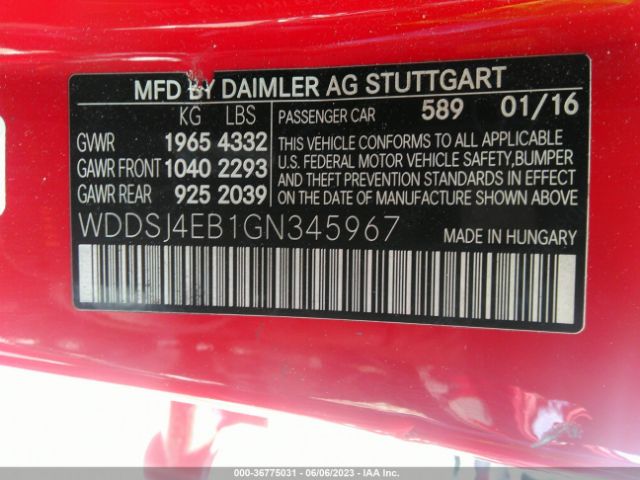 MFD BY DAIMLER AG STUTTGART
KG LBS
GVWR 1965 4332
GAWR FRONT 1040 2293
GAWR REAR 925 2039
PASSENGER CAR 589 01/16
THIS VEHICLE CONFORMS TO ALL APPLICABLE
U.S. FEDERAL MOTOR VEHICLE SAFETY,BUMPER
AND THEFT PREVENTION STANDARDS IN EFFECT
ON THE DATE OF MANUFACTURE SHOWN ABOVE
WDDSJ4EB1GN345967
MADE IN HUNGARY
000-36775031 - 06/06/2023 - IAA Inc.